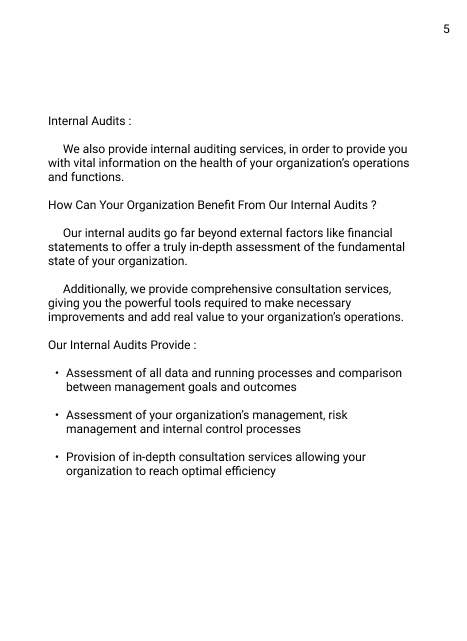 5
Internal Audits :
We also provide internal auditing services, in order to provide you
with vital information on the health of your organization's operations
and functions.
How Can Your Organization Benefit From Our Internal Audits ?
Our internal audits go far beyond external factors like financial
statements to offer a truly in-depth assessment of the fundamental
state of your organization.
Additionally, we provide comprehensive consultation services,
giving you the powerful tools required to make necessary
improvements and add real value to your organization's operations.
Our Internal Audits Provide :
• Assessment of all data and running processes and comparison
between management goals and outcomes
• Assessment of your organization's management, risk
management and internal control processes
• Provision of in-depth consultation services allowing your
organization to reach optimal efficiency